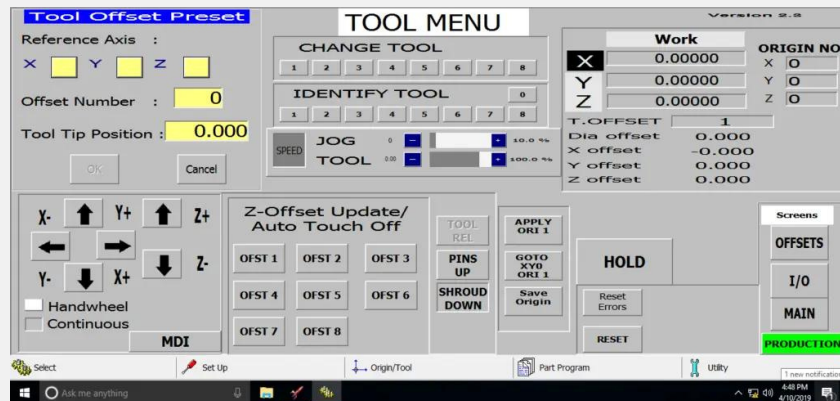 Tool Offset Preset
Reference Axis :
X Y Z
Offset Number : 0
Tool Tip Position : 0.000
OK Cancel
TOOL MENU
CHANGE TOOL
1 2 3 4 5 6 7 8
IDENTIFY TOOL 0
1 2 3 4 5 6 7 8
SPEED
JOG 0 - + 10.0 %
TOOL 0.00 - + 100.0 %
Version 2.3
Work ORIGIN NO
X 0.00000 X 0
Y 0.00000 Y 0
Z 0.00000 Z 0
T.OFFSET 1
Dia offset 0.000
X offset -0.000
Y offset 0.000
Z offset 0.000
X- Y+ Z+
Y- X+ Z-
Handwheel
Continuous
MDI
Z-Offset Update/
Auto Touch Off
OFST 1 OFST 2 OFST 3
OFST 4 OFST 5 OFST 6
OFST 7 OFST 8
TOOL
REL
PINS
UP
SHROUD
DOWN
APPLY
ORI 1
GOTO
XY0
ORI 1
Save
Origin
HOLD
Reset
Errors
RESET
Screens
OFFSETS
I/O
MAIN
PRODUCTION
Select Set Up Origin/Tool Part Program Utility
1 new notification
Ask me anything
4:48 PM
4/10/2019